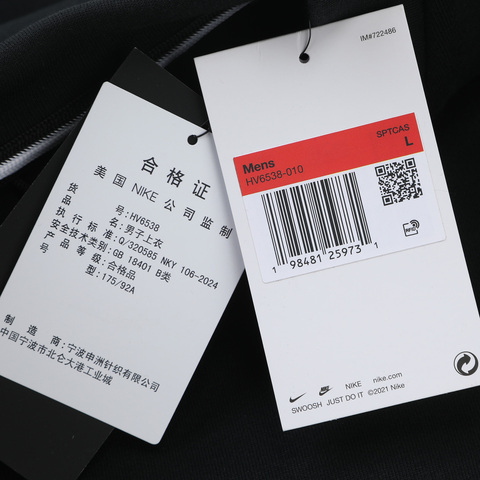 合格证
美国 NIKE 公司监制
货号:HV6538
品名:男子上衣
执行标准:Q/320585 NKY 106-2024
安全技术类别:GB 18401 B类
产品等级:合格品
号型:175/92A
制造商:宁波申洲针织有限公司
中国宁波市北仑大港工业城
IM#722486
SPTCAS
Mens
L
HV6538-010
RFID
1 98481 25973 1
NIKE nike.com
SWOOSH JUST DO IT ©2021 Nike